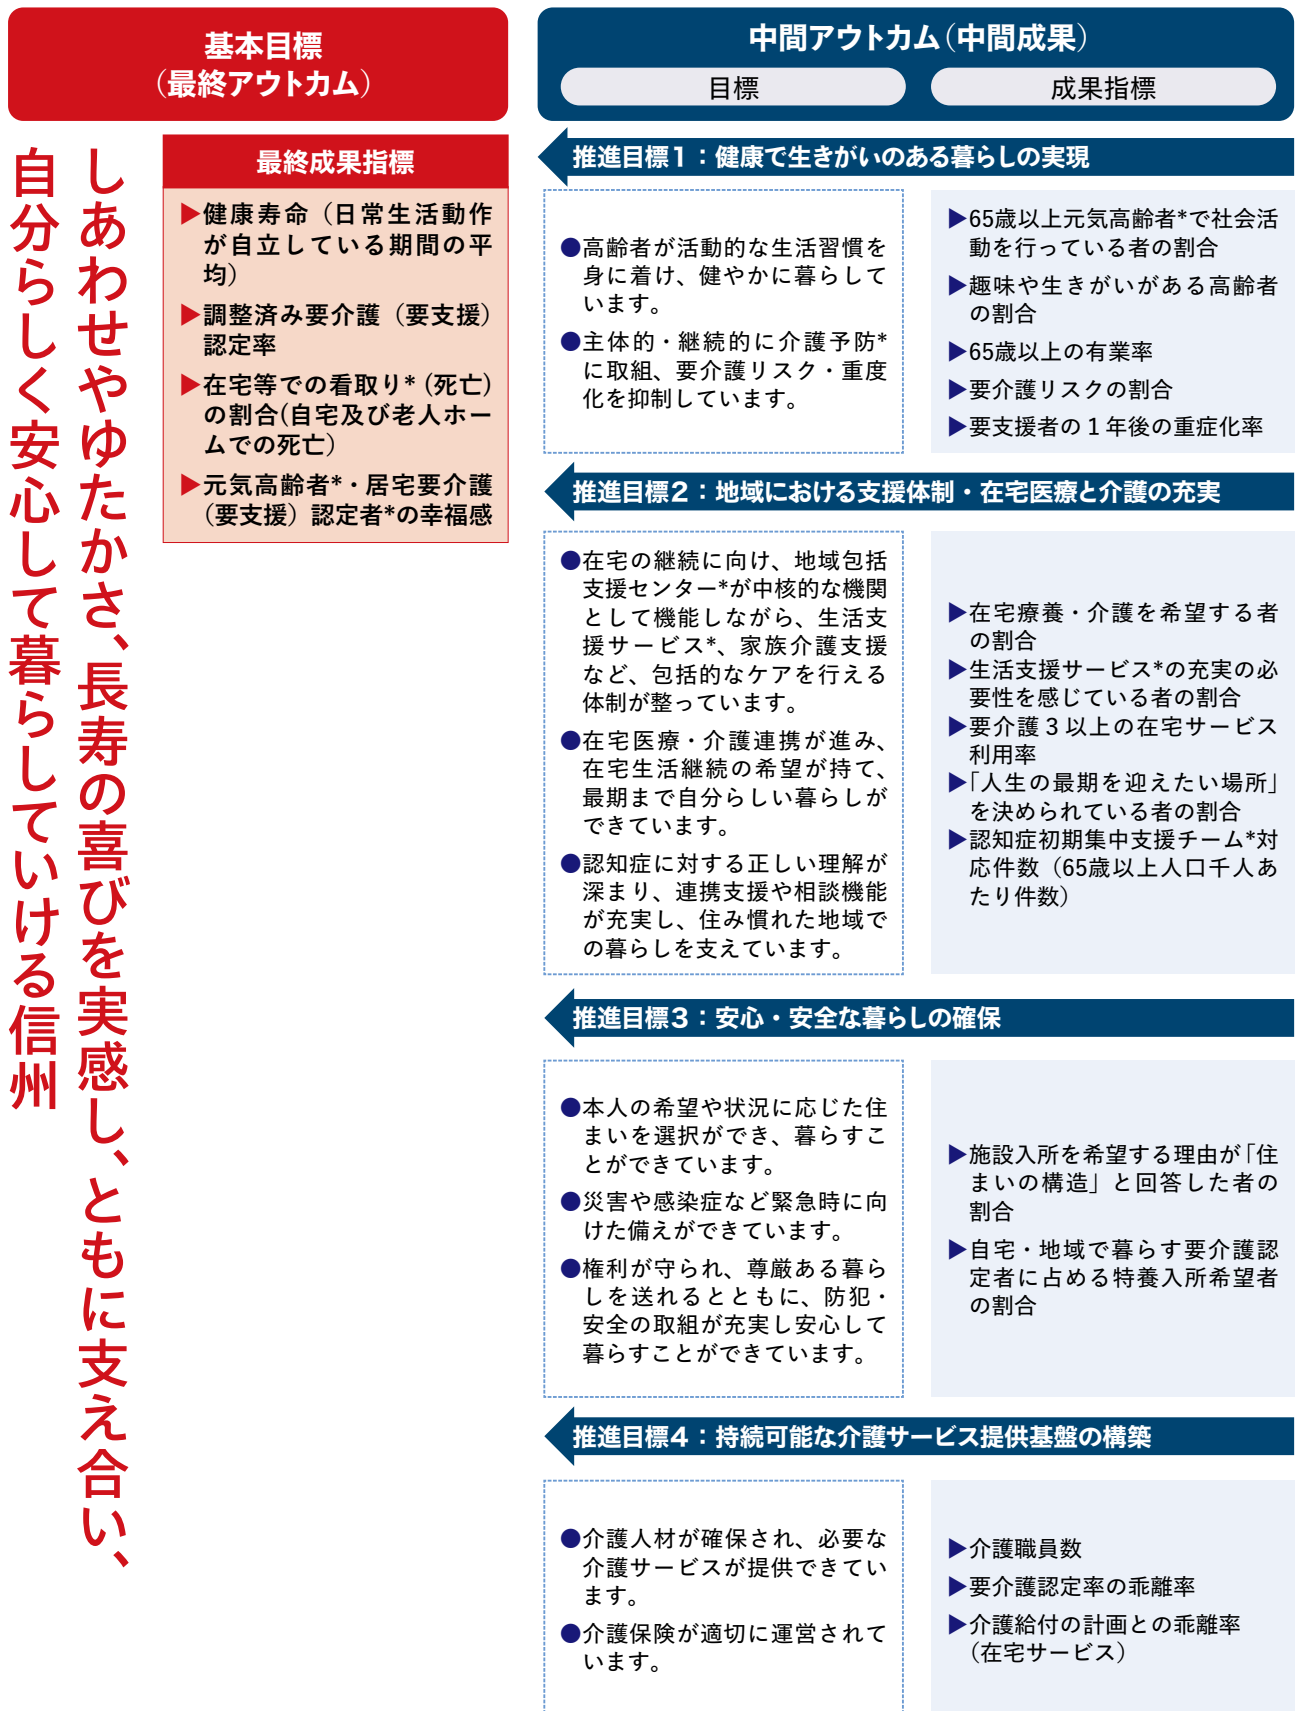 基本目標
（最終アウトカム）
しあわせやゆたかさ、長寿の喜びを実感し、ともに支え合い、
自分らしく安心して暮らしていける信州
最終成果指標
▶健康寿命（日常生活動作
が自立している期間の平
均）
▶調整済み要介護（要支援）
認定率
▶在宅等での看取り*（死亡）
の割合(自宅及び老人ホー
ムでの死亡）
▶元気高齢者*・居宅要介護
（要支援）認定者*の幸福感
中間アウトカム（中間成果）
目標
成果指標
推進目標１：健康で生きがいのある暮らしの実現
●高齢者が活動的な生活習慣を
身に着け、健やかに暮らして
います。
●主体的・継続的に介護予防*
に取組、要介護リスク・重度
化を抑制しています。
▶65歳以上元気高齢者*で社会活
動を行っている者の割合
▶趣味や生きがいがある高齢者
の割合
▶65歳以上の有業率
▶要介護リスクの割合
▶要支援者の１年後の重症化率
推進目標２：地域における支援体制・在宅医療と介護の充実
●在宅の継続に向け、地域包括
支援センター*が中核的な機関
として機能しながら、生活支
援サービス*、家族介護支援
など、包括的なケアを行える
体制が整っています。
●在宅医療・介護連携が進み、
在宅生活継続の希望が持て、
最期まで自分らしい暮らしが
できています。
●認知症に対する正しい理解が
深まり、連携支援や相談機能
が充実し、住み慣れた地域で
の暮らしを支えています。
▶在宅療養・介護を希望する者
の割合
▶生活支援サービス*の充実の必
要性を感じている者の割合
▶要介護３以上の在宅サービス
利用率
▶「人生の最期を迎えたい場所」
を決められている者の割合
▶認知症初期集中支援チーム*対
応件数（65歳以上人口千人あ
たり件数）
推進目標３：安心・安全な暮らしの確保
●本人の希望や状況に応じた住
まいを選択ができ、暮らすこ
とができています。
●災害や感染症など緊急時に向
けた備えができています。
●権利が守られ、尊厳ある暮ら
しを送れるとともに、防犯・
安全の取組が充実し安心して
暮らすことができています。
▶施設入所を希望する理由が「住
まいの構造」と回答した者の
割合
▶自宅・地域で暮らす要介護認
定者に占める特養入所希望者
の割合
推進目標４：持続可能な介護サービス提供基盤の構築
●介護人材が確保され、必要な
介護サービスが提供できてい
ます。
●介護保険が適切に運営されて
います。
▶介護職員数
▶要介護認定率の乖離率
▶介護給付の計画との乖離率
（在宅サービス）